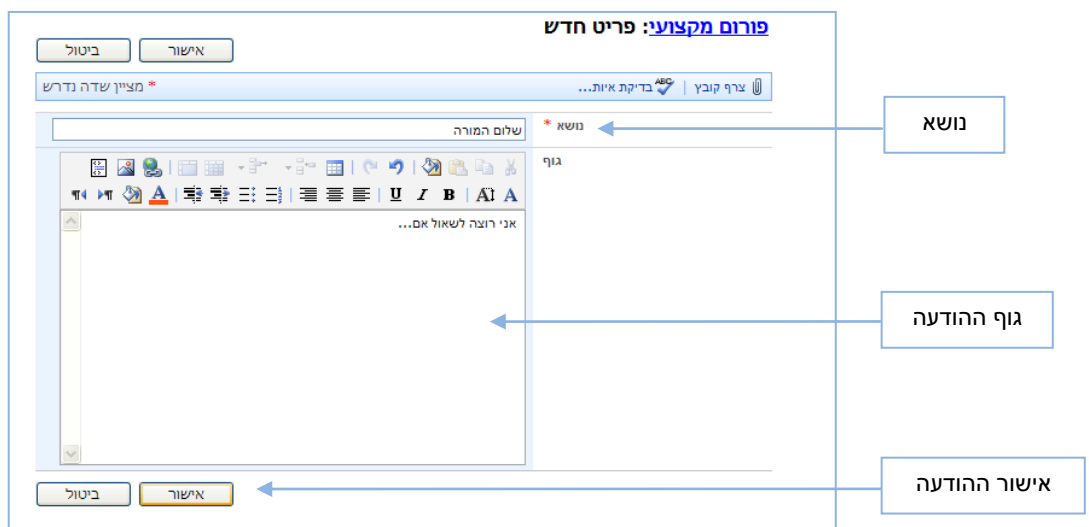 פורום מקצועי: פריט חדש
אישור ביטול
צרף קובץ | ABC בדיקת איות... * מציין שדה נדרש
נושא * שלום המורה
נושא
גוף
A A B I U A
אני רוצה לשאול אם...
גוף ההודעה
אישור ההודעה
אישור ביטול